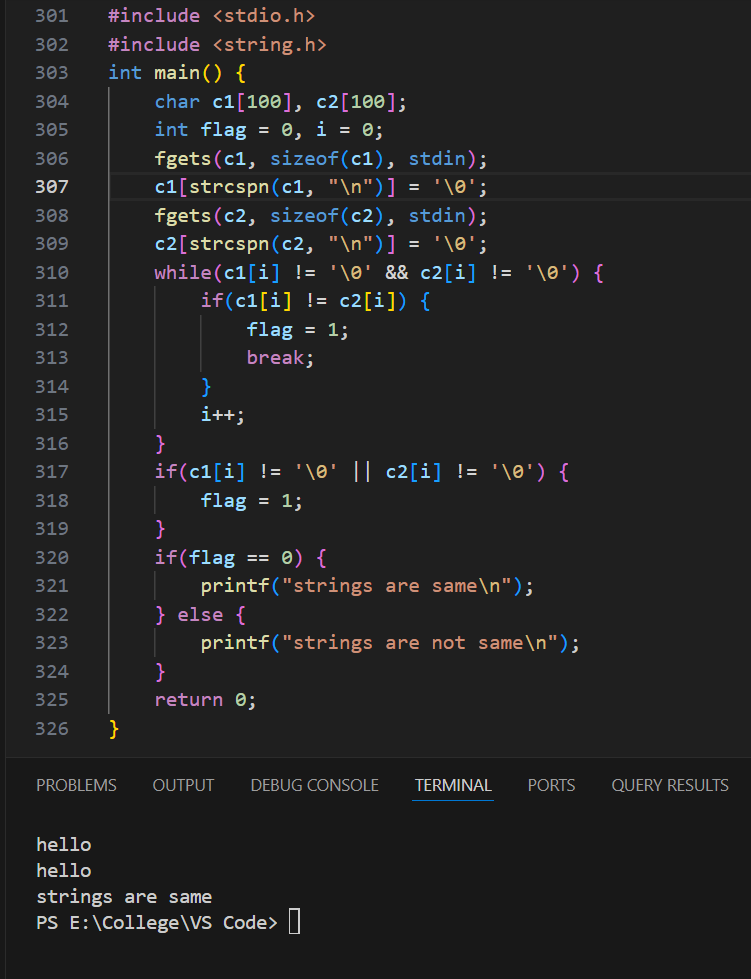 301 #include <stdio.h>
302 #include <string.h>
303 int main() {
304     char c1[100], c2[100];
305     int flag = 0, i = 0;
306     fgets(c1, sizeof(c1), stdin);
307     c1[strcspn(c1, "\n")] = '\0';
308     fgets(c2, sizeof(c2), stdin);
309     c2[strcspn(c2, "\n")] = '\0';
310     while(c1[i] != '\0' && c2[i] != '\0') {
311         if(c1[i] != c2[i]) {
312             flag = 1;
313             break;
314         }
315         i++;
316     }
317     if(c1[i] != '\0' || c2[i] != '\0') {
318         flag = 1;
319     }
320     if(flag == 0) {
321         printf("strings are same\n");
322     } else {
323         printf("strings are not same\n");
324     }
325     return 0;
326 }
PROBLEMS OUTPUT DEBUG CONSOLE TERMINAL PORTS QUERY RESULTS
hello
hello
strings are same
PS E:\College\VS Code>